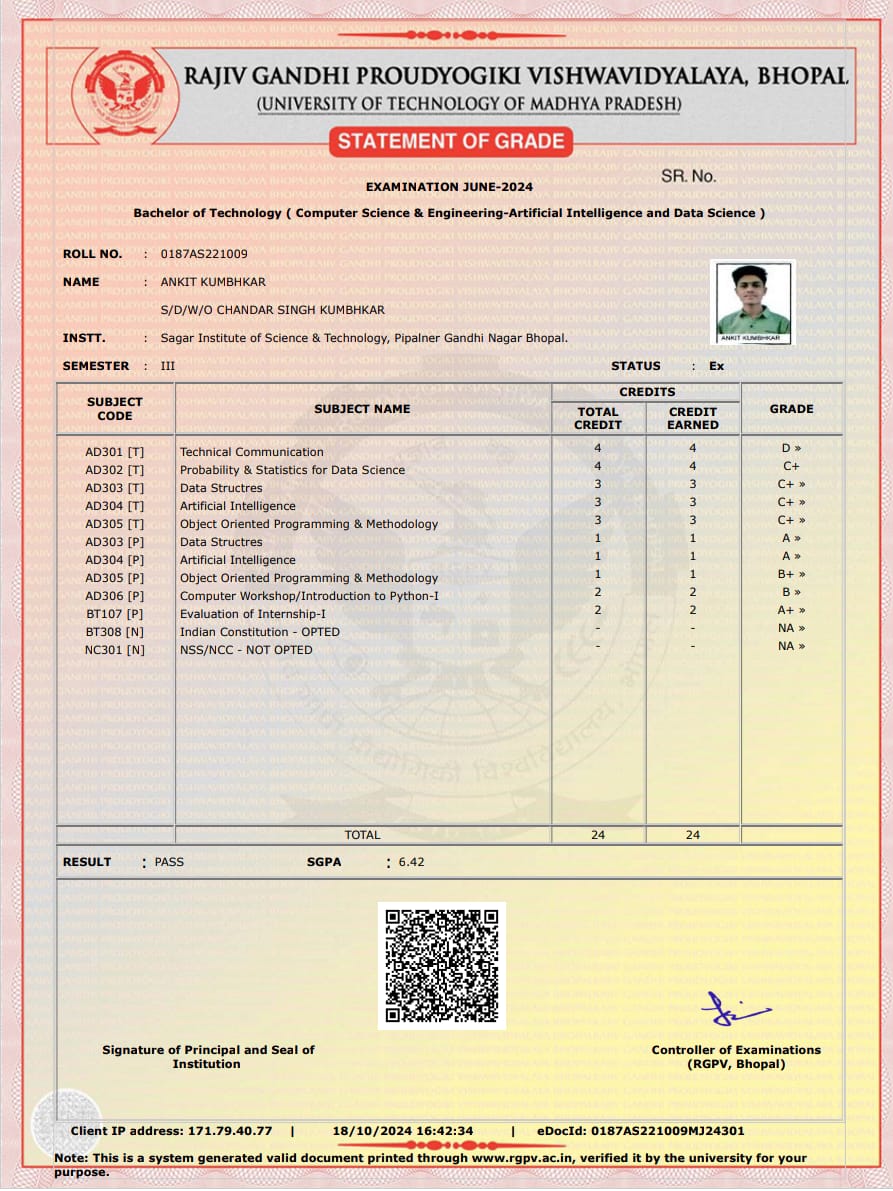 RAJIV GANDHI PROUDYOGIKI VISHWAVIDYALAYA, BHOPAL
(UNIVERSITY OF TECHNOLOGY OF MADHYA PRADESH)
STATEMENT OF GRADE
SR. No.
EXAMINATION JUNE-2024
Bachelor of Technology ( Computer Science & Engineering-Artificial Intelligence and Data Science )
ROLL NO. : 0187AS221009
NAME : ANKIT KUMBHKAR
S/D/W/O CHANDAR SINGH KUMBHKAR
ANKIT KUMBHKAR
INSTT. : Sagar Institute of Science & Technology, Pipalner Gandhi Nagar Bhopal.
SEMESTER : III STATUS : Ex
SUBJECT CODE SUBJECT NAME CREDITS TOTAL CREDIT CREDIT EARNED GRADE
AD301 [T] Technical Communication 4 4 D »
AD302 [T] Probability & Statistics for Data Science 4 4 C+
AD303 [T] Data Structres 3 3 C+ »
AD304 [T] Artificial Intelligence 3 3 C+ »
AD305 [T] Object Oriented Programming & Methodology 3 3 C+ »
AD303 [P] Data Structres 1 1 A »
AD304 [P] Artificial Intelligence 1 1 A »
AD305 [P] Object Oriented Programming & Methodology 1 1 B+ »
AD306 [P] Computer Workshop/Introduction to Python-I 2 2 B »
BT107 [P] Evaluation of Internship-I 2 2 A+ »
BT308 [N] Indian Constitution - OPTED - - NA »
NC301 [N] NSS/NCC - NOT OPTED - - NA »
TOTAL 24 24
RESULT : PASS SGPA : 6.42
Signature of Principal and Seal of Institution
Controller of Examinations
(RGPV, Bhopal)
Client IP address: 171.79.40.77 | 18/10/2024 16:42:34 | eDocId: 0187AS221009MJ24301
Note: This is a system generated valid document printed through www.rgpv.ac.in, verified it by the university for your
purpose.